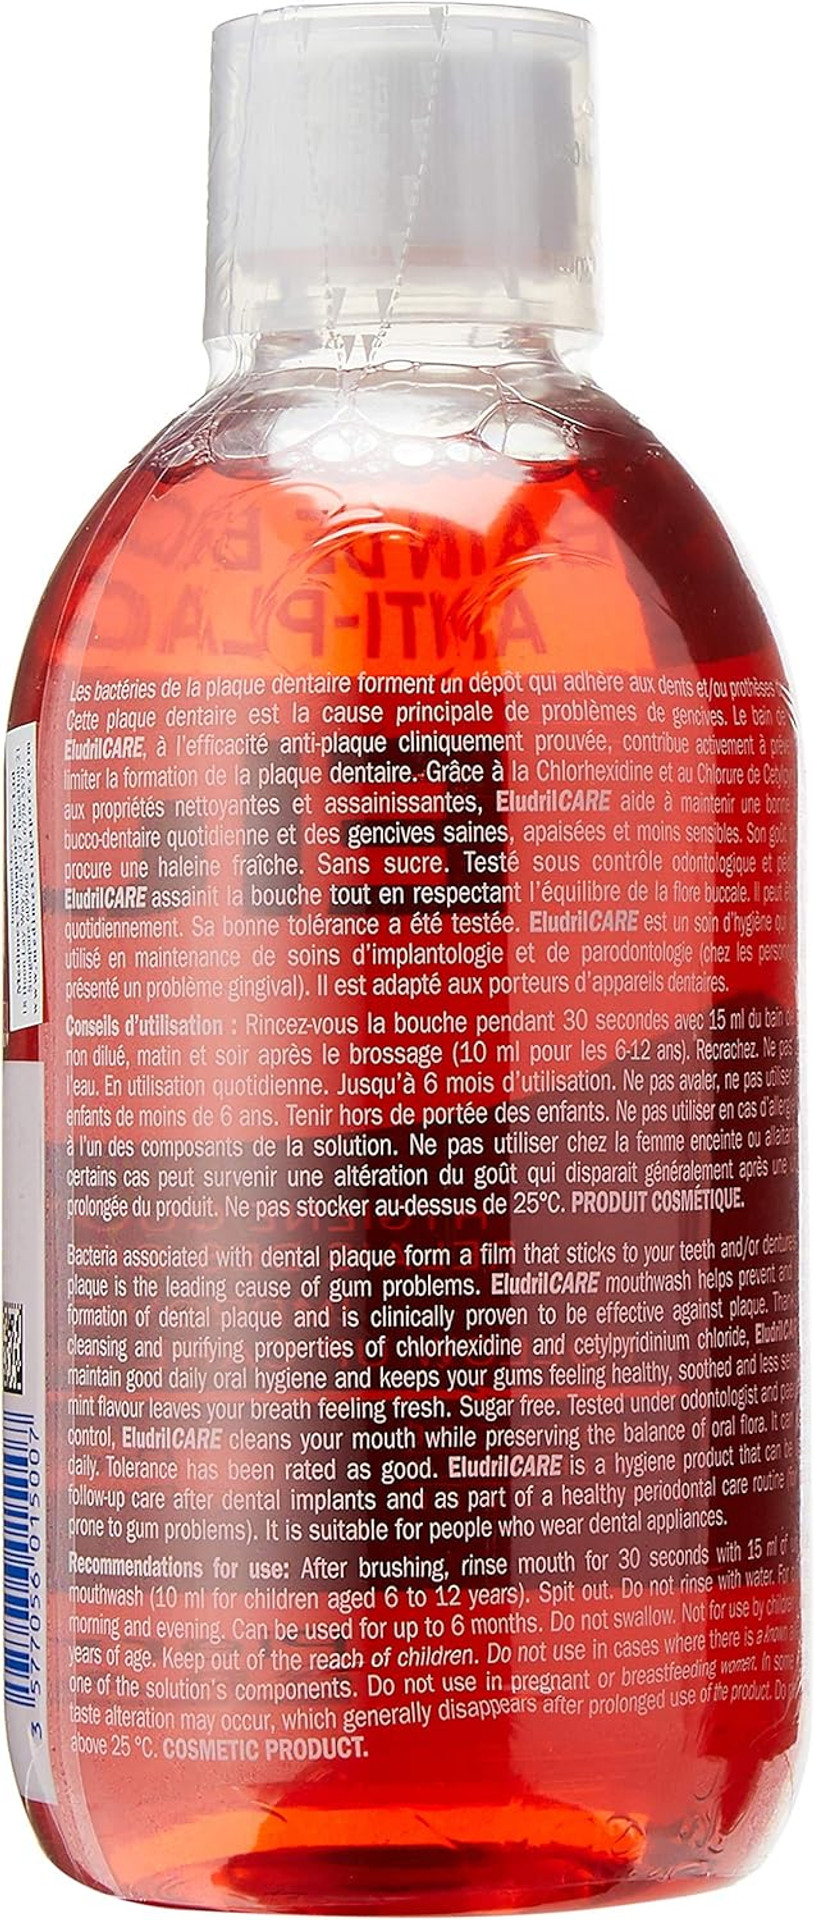 Les bactéries de la plaque dentaire forment un dépôt qui adhère aux dents et/ou prothèses
Cette plaque dentaire est la cause principale de problèmes de gencives. Le bain de
EludrilCARE, à l'efficacité anti-plaque cliniquement prouvée, contribue activement à
limiter la formation de la plaque dentaire. Grâce à la Chlorhexidine et au Chlorure de
aux propriétés nettoyantes et assainissantes, EludrilCARE aide à maintenir une bonne
bucco-dentaire quotidienne et des gencives saines, apaisées et moins sensibles. Son goût
procure une haleine fraîche. Sans sucre. Testé sous contrôle odontologique et
EludrilCARE assainit la bouche tout en respectant l'équilibre de la flore buccale. Il peut
quotidiennement. Sa bonne tolérance a été testée. EludrilCARE est un soin d'hygiène qui
utilisé en maintenance de soins d'implantologie et de parodontologie (chez les
présenté un problème gingival). Il est adapté aux porteurs d'appareils dentaires.
Conseils d'utilisation : Rincez-vous la bouche pendant 30 secondes avec 15 ml du bain de
non dilué, matin et soir après le brossage (10 ml pour les 6-12 ans). Recrachez. Ne pas
l'eau. En utilisation quotidienne. Jusqu'à 6 mois d'utilisation. Ne pas avaler, ne pas utiliser
enfants de moins de 6 ans. Tenir hors de portée des enfants. Ne pas utiliser en cas d'allergie
à l'un des composants de la solution. Ne pas utiliser chez la femme enceinte ou
certains cas peut survenir une altération du goût qui disparait généralement après une
prolongée du produit. Ne pas stocker au-dessus de 25°C. PRODUIT COSMÉTIQUE.
Bacteria associated with dental plaque form a film that sticks to your teeth and/or
plaque is the leading cause of gum problems. EludrilCARE mouthwash helps prevent and
formation of dental plaque and is clinically proven to be effective against plaque.
cleansing and purifying properties of chlorhexidine and cetylpyridinium chloride,
maintain good daily oral hygiene and keeps your gums feeling healthy, soothed and less
mint flavour leaves your breath feeling fresh. Sugar free. Tested under odontologist and
control, EludrilCARE cleans your mouth while preserving the balance of oral flora. It can
daily. Tolerance has been rated as good. EludrilCARE is a hygiene product that can be
follow-up care after dental implants and as part of a healthy periodontal care routine
prone to gum problems). It is suitable for people who wear dental appliances.
Recommendations for use: After brushing, rinse mouth for 30 seconds with 15 ml of
mouthwash (10 ml for children aged 6 to 12 years). Spit out. Do not rinse with water. For
morning and evening. Can be used for up to 6 months. Do not swallow. Not for use by
years of age. Keep out of the reach of children. Do not use in cases where there is a known
one of the solution's components. Do not use in pregnant or breastfeeding women. In some
taste alteration may occur, which generally disappears after prolonged use of the product. Do
above 25 °C. COSMETIC PRODUCT.
3 577056 015007